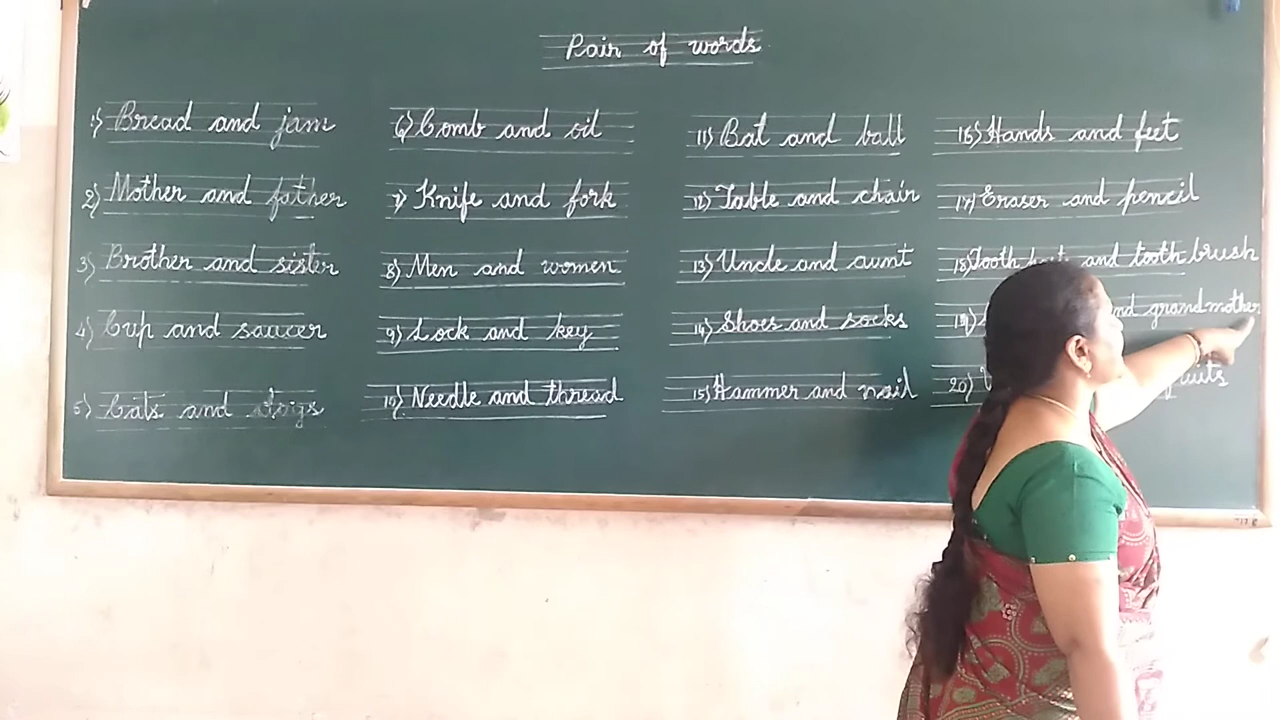 Pair of words
1) Bread and jam
2) Mother and father
3) Brother and sister
4) Cup and saucer
5) Cats and dogs
6) Comb and oil
7) Knife and fork
8) Men and women
9) Lock and key
10) Needle and thread
11) Bat and ball
12) Table and chair
13) Uncle and aunt
14) Shoes and socks
15) Hammer and nail
16) Hands and feet
17) Eraser and pencil
18) Tooth and tooth brush
19) and grandmother
20) fruits